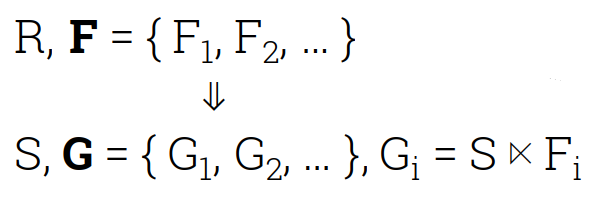 R, F = { F₁, F₂, ... }
⇓
S, G = { G₁, G₂, ... }, Gᵢ = S ⋉ Fᵢ